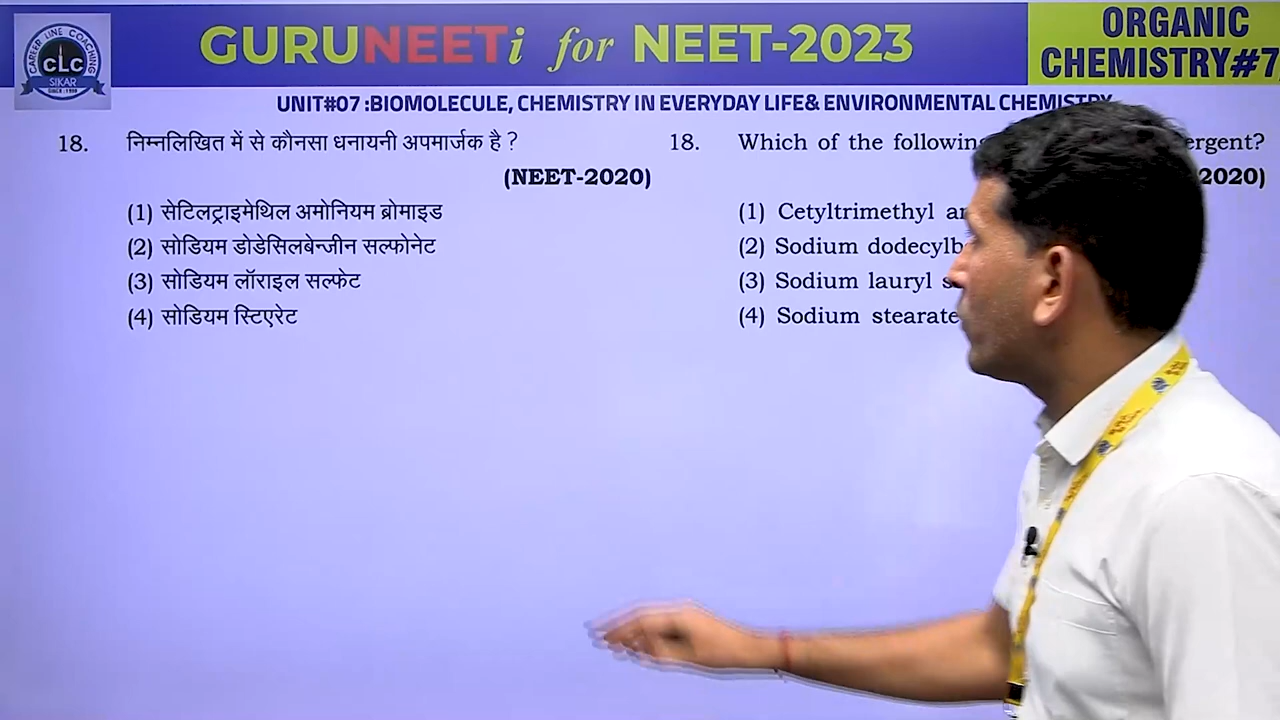 CAREER LINE COACHING
CLC
SIKAR
SINCE : 1996
GURUNEETi for NEET-2023
ORGANIC
CHEMISTRY#7
UNIT#07 :BIOMOLECULE, CHEMISTRY IN EVERYDAY LIFE& ENVIRONMENTAL CHEMISTRY
18. निम्नलिखित में से कौनसा धनायनी अपमार्जक है ?
(NEET-2020)
(1) सेटिलट्राइमेथिल अमोनियम ब्रोमाइड
(2) सोडियम डोडेसिलबेन्जीन सल्फोनेट
(3) सोडियम लॉराइल सल्फेट
(4) सोडियम स्टिएरेट
18. Which of the following ergent?
2020)
(1) Cetyltrimethyl
(2) Sodium
(3) Sodium lauryl
(4) Sodium stearate